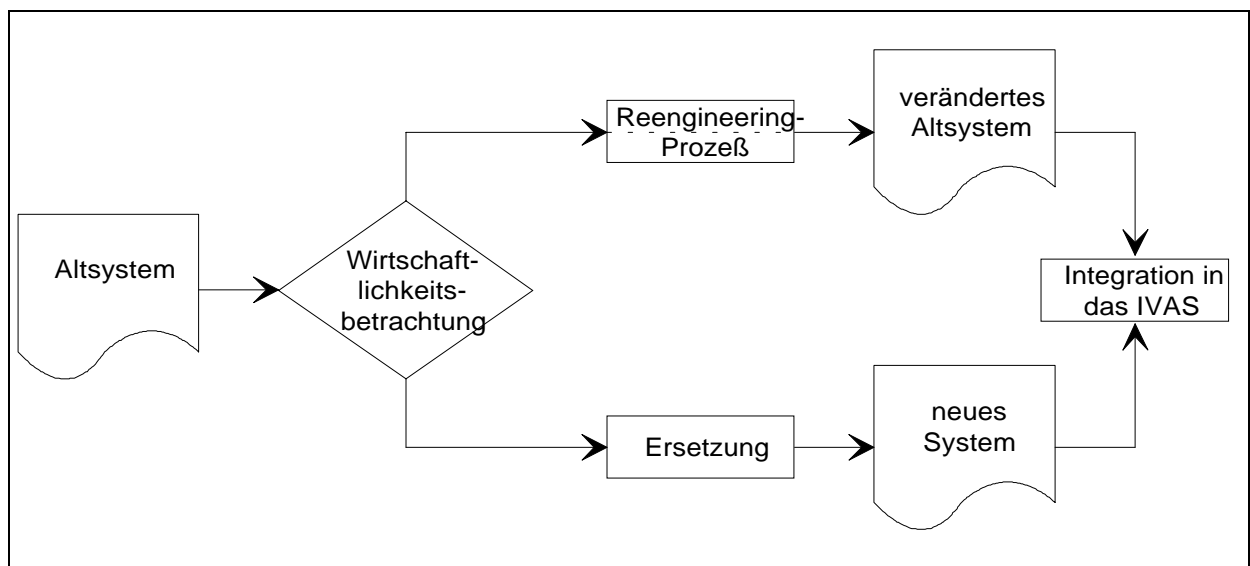 Altsystem
Wirtschaft-
lichkeits-
betrachtung
Reengineering-
Prozeß
verändertes
Altsystem
Ersetzung
neues
System
Integration in
das IVAS